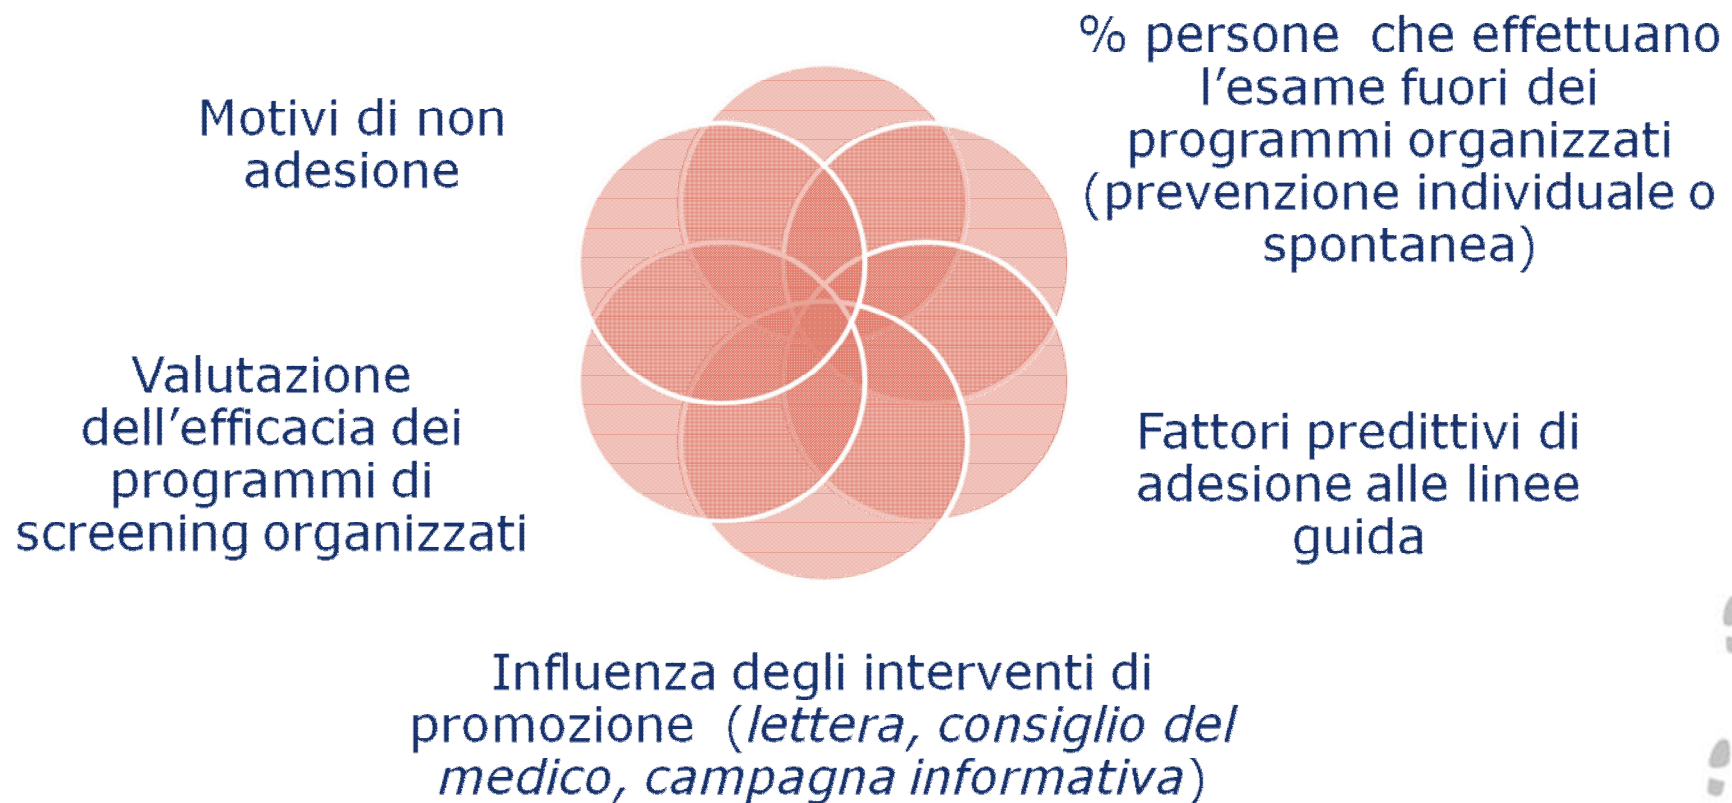 Motivi di non
adesione
% persone che effettuano
l'esame fuori dei
programmi organizzati
(prevenzione individuale o
spontanea)
Valutazione
dell'efficacia dei
programmi di
screening organizzati
Fattori predittivi di
adesione alle linee
guida
Influenza degli interventi di
promozione (lettera, consiglio del
medico, campagna informativa)